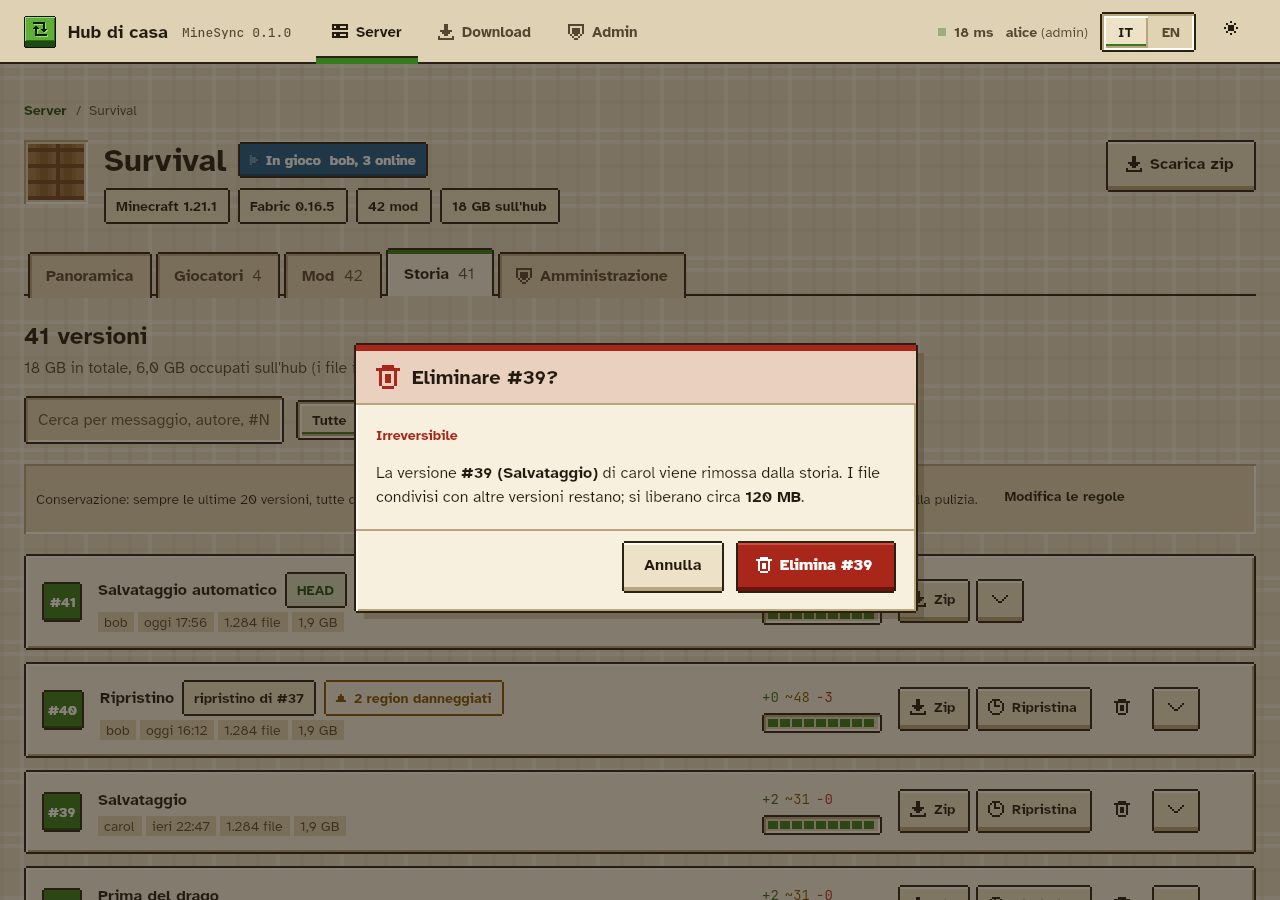 Hub di casa MineSync 0.1.0 Server Download Admin 18 ms alice (admin) IT EN
Server / Survival
Survival In gioco bob, 3 online Scarica zip
Minecraft 1.21.1 Fabric 0.16.5 42 mod 18 GB sull'hub
Panoramica Giocatori 4 Mod 42 Storia 41 Amministrazione
41 versioni
18 GB in totale, 6,0 GB occupati sull'hub (i file
Cerca per messaggio, autore, #N Tutte
Conservazione: sempre le ultime 20 versioni, tutte pulizia. Modifica le regole
Eliminare #39?
Irreversibile
La versione #39 (Salvataggio) di carol viene rimossa dalla storia. I file
condivisi con altre versioni restano; si liberano circa 120 MB.
Annulla Elimina #39
#41 Salvataggio automatico HEAD Zip
bob oggi 17:56 1.284 file 1,9 GB
#40 Ripristino ripristino di #37 2 region danneggiati +0 ~48 -3 Zip Ripristina
bob oggi 16:12 1.284 file 1,9 GB
#39 Salvataggio +2 ~31 -0 Zip Ripristina
carol ieri 22:47 1.284 file 1,9 GB
Prima del drago +2 ~31 -0